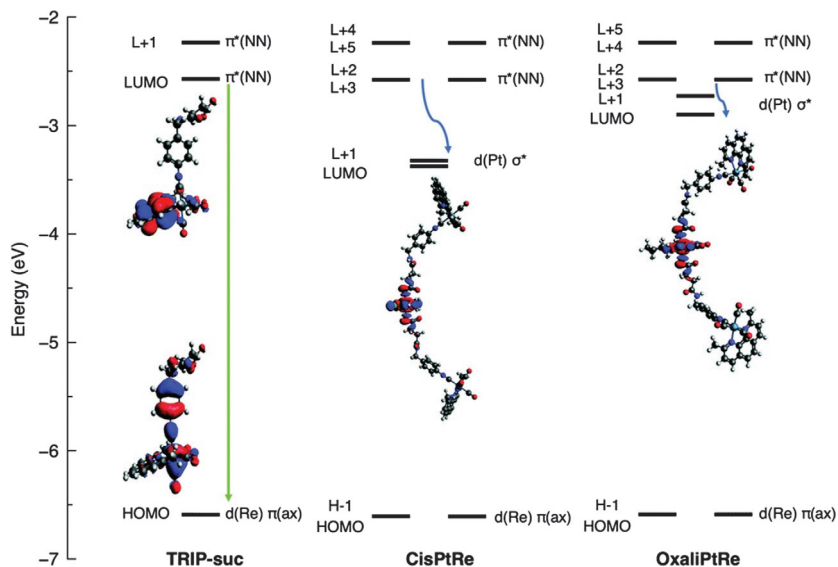 −2
−3
−4
−5
−6
−7
Energy (eV)
L+1
π*(NN)
LUMO
π*(NN)
HOMO
d(Re) π(ax)
TRIP-suc
L+4
L+5
π*(NN)
L+2
L+3
π*(NN)
L+1
LUMO
d(Pt) σ*
H-1
HOMO
d(Re) π(ax)
CisPtRe
L+5
L+4
π*(NN)
L+2
L+3
π*(NN)
L+1
LUMO
d(Pt) σ*
H-1
HOMO
d(Re) π(ax)
OxaliPtRe